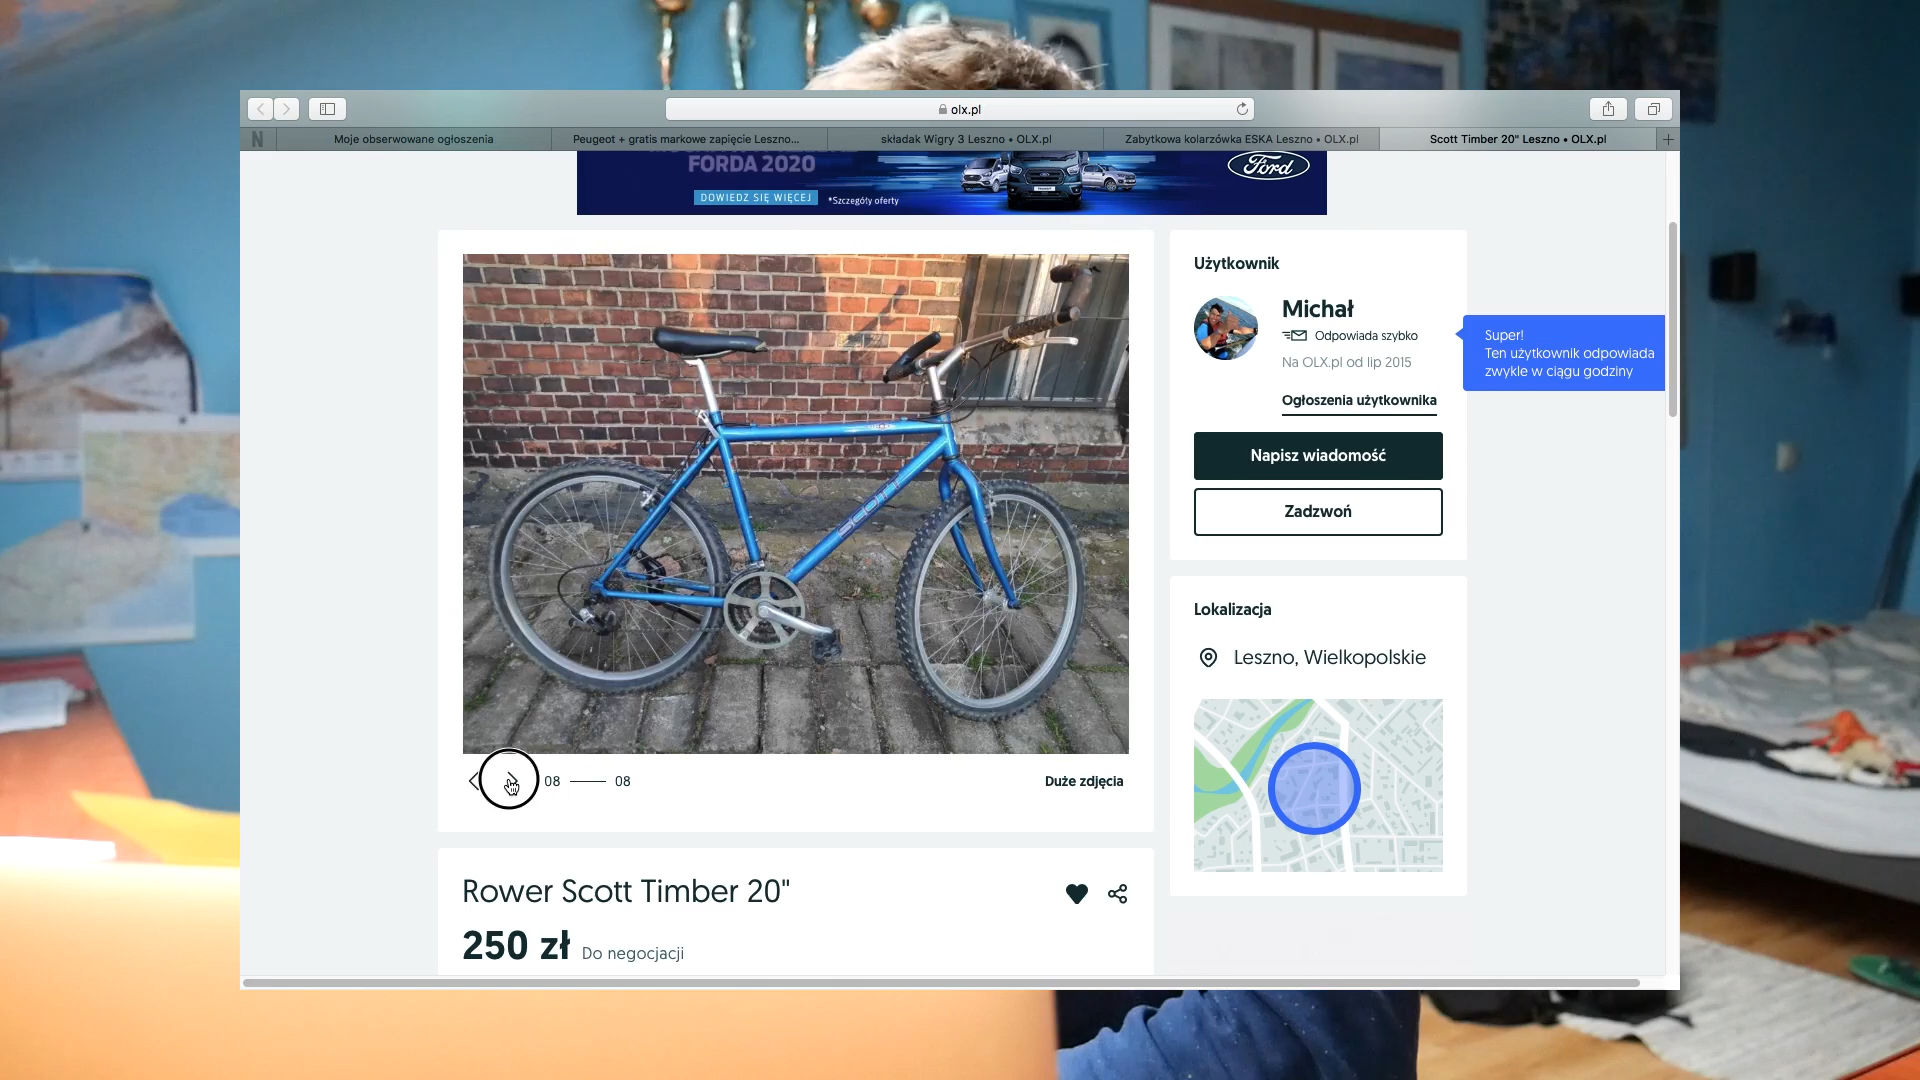 olx.pl
N
Moje obserwowane ogłoszenia
Peugeot + gratis markowe zapięcie Leszno...
składak Wigry 3 Leszno • OLX.pl
Zabytkowa kolarzówka ESKA Leszno • OLX.pl
Scott Timber 20" Leszno • OLX.pl
FORDA 2020
DOWIEDZ SIĘ WIĘCEJ
*Szczegóły oferty
Ford
SCOTT
Użytkownik
Michał
Odpowiada szybko
Na OLX.pl od lip 2015
Ogłoszenia użytkownika
Super!
Ten użytkownik odpowiada
zwykle w ciągu godziny
Napisz wiadomość
Zadzwoń
Lokalizacja
Leszno, Wielkopolskie
08
08
Duże zdjęcia
Rower Scott Timber 20"
250 zł Do negocjacji